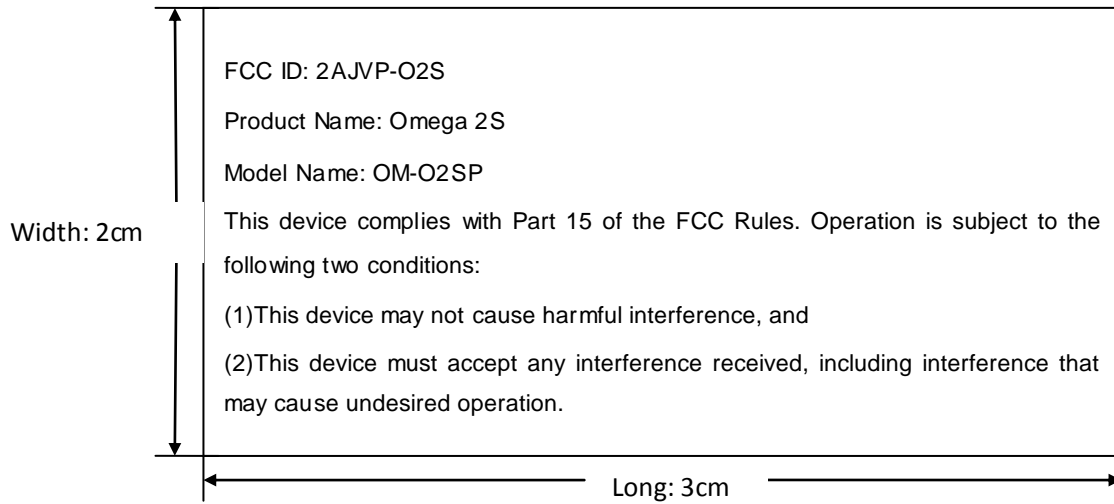 FCC ID: 2AJVP-O2S
Product Name: Omega 2S
Model Name: OM-O2SP
This device complies with Part 15 of the FCC Rules. Operation is subject to the
Width: 2cm
following two conditions:
(1)This device may not cause harmful interference, and
(2)This device must accept any interference received, including interference that
may cause undesired operation.
Long: 3cm